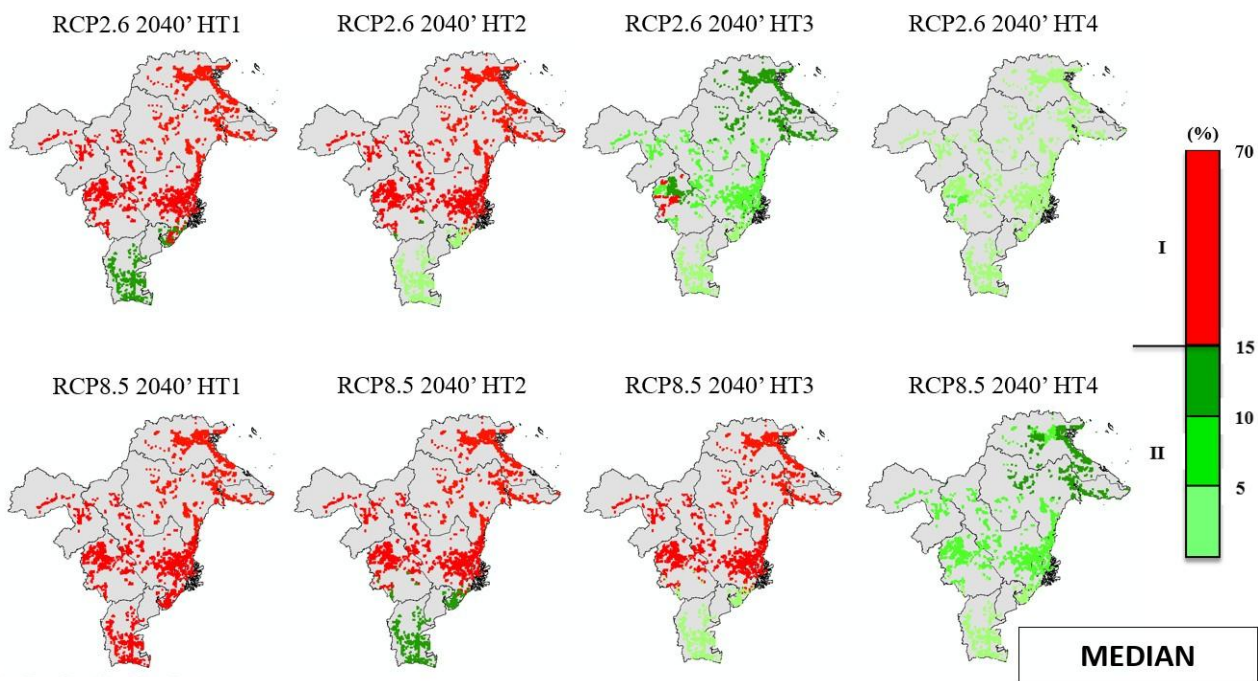 RCP2.6 2040’ HT1
RCP2.6 2040’ HT2
RCP2.6 2040’ HT3
RCP2.6 2040’ HT4
(%)
70
I
15
10
II
5
RCP8.5 2040’ HT1
RCP8.5 2040’ HT2
RCP8.5 2040’ HT3
RCP8.5 2040’ HT4
MEDIAN